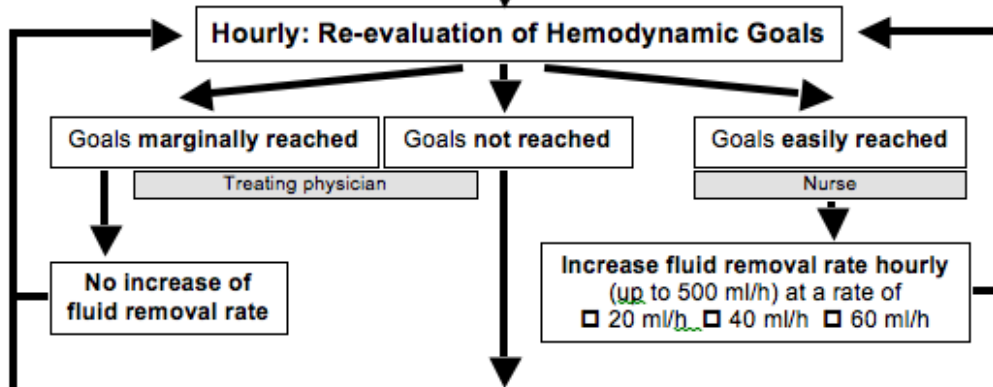 Hourly: Re-evaluation of Hemodynamic Goals
Goals marginally reached
Goals not reached
Goals easily reached
Treating physician
Nurse
No increase of
fluid removal rate
Increase fluid removal rate hourly
(up to 500 ml/h) at a rate of
☐ 20 ml/h ☐ 40 ml/h ☐ 60 ml/h